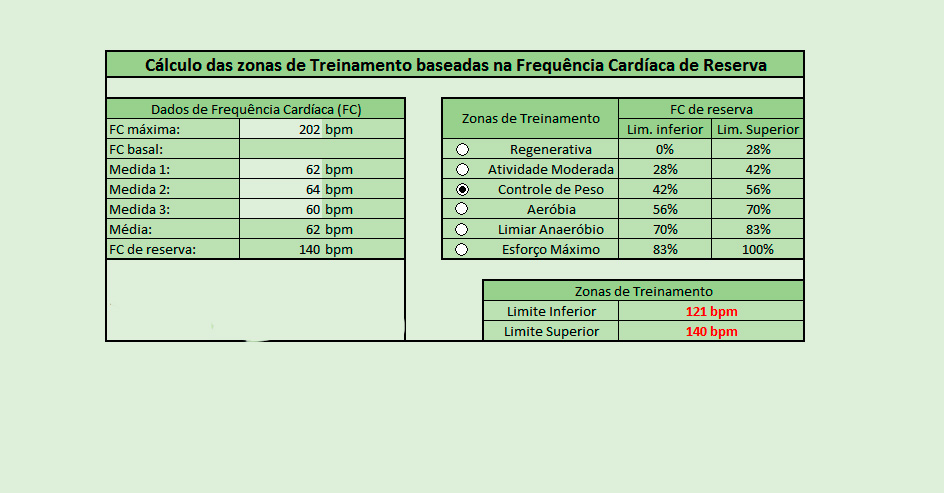 Cálculo das zonas de Treinamento baseadas na Frequência Cardíaca de Reserva
Dados de Frequência Cardíaca (FC)
FC máxima: 202 bpm
FC basal:
Medida 1: 62 bpm
Medida 2: 64 bpm
Medida 3: 60 bpm
Média: 62 bpm
FC de reserva: 140 bpm
Zonas de Treinamento FC de reserva
Lim. inferior Lim. Superior
Regenerativa 0% 28%
Atividade Moderada 28% 42%
Controle de Peso 42% 56%
Aeróbia 56% 70%
Limiar Anaeróbio 70% 83%
Esforço Máximo 83% 100%
Zonas de Treinamento
Limite Inferior 121 bpm
Limite Superior 140 bpm